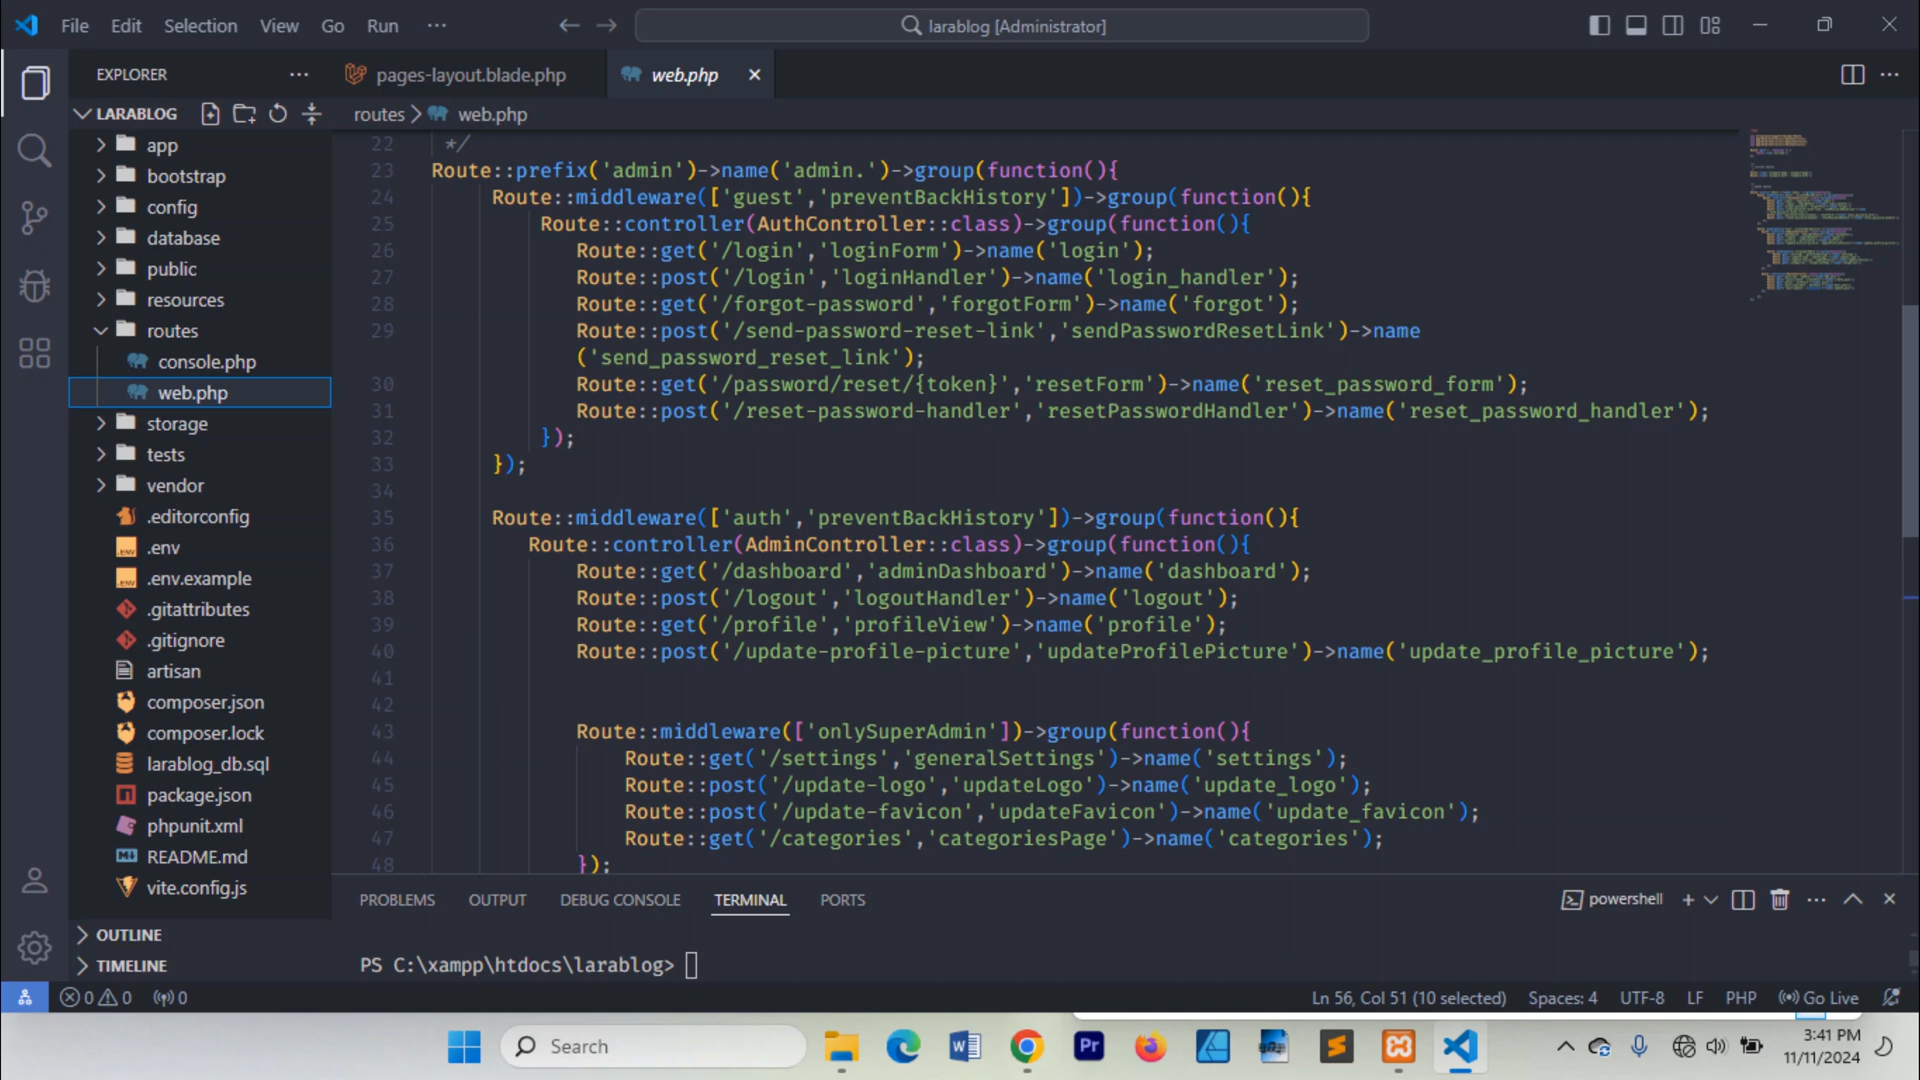 File Edit Selection View Go Run ···
larablog [Administrator]
EXPLORER
pages-layout.blade.php
web.php
LARABLOG
routes > web.php
app
bootstrap
config
database
public
resources
routes
console.php
web.php
storage
tests
vendor
.editorconfig
.env
.env.example
.gitattributes
.gitignore
artisan
composer.json
composer.lock
larablog_db.sql
package.json
phpunit.xml
README.md
vite.config.js
OUTLINE
TIMELINE
22 */
23 Route::prefix('admin')->name('admin.')->group(function(){
24 Route::middleware(['guest','preventBackHistory'])->group(function(){
25 Route::controller(AuthController::class)->group(function(){
26 Route::get('/login','loginForm')->name('login');
27 Route::post('/login','loginHandler')->name('login_handler');
28 Route::get('/forgot-password','forgotForm')->name('forgot');
29 Route::post('/send-password-reset-link','sendPasswordResetLink')->name
('send_password_reset_link');
30 Route::get('/password/reset/{token}','resetForm')->name('reset_password_form');
31 Route::post('/reset-password-handler','resetPasswordHandler')->name('reset_password_handler');
32 });
33 });
34
35 Route::middleware(['auth','preventBackHistory'])->group(function(){
36 Route::controller(AdminController::class)->group(function(){
37 Route::get('/dashboard','adminDashboard')->name('dashboard');
38 Route::post('/logout','logoutHandler')->name('logout');
39 Route::get('/profile','profileView')->name('profile');
40 Route::post('/update-profile-picture','updateProfilePicture')->name('update_profile_picture');
41
42
43 Route::middleware(['onlySuperAdmin'])->group(function(){
44 Route::get('/settings','generalSettings')->name('settings');
45 Route::post('/update-logo','updateLogo')->name('update_logo');
46 Route::post('/update-favicon','updateFavicon')->name('update_favicon');
47 Route::get('/categories','categoriesPage')->name('categories');
48 });
PROBLEMS OUTPUT DEBUG CONSOLE TERMINAL PORTS
powershell
PS C:\xampp\htdocs\larablog>
0 0 0
Ln 56, Col 51 (10 selected) Spaces: 4 UTF-8 LF PHP Go Live
Search
Pr
3:41 PM
11/11/2024